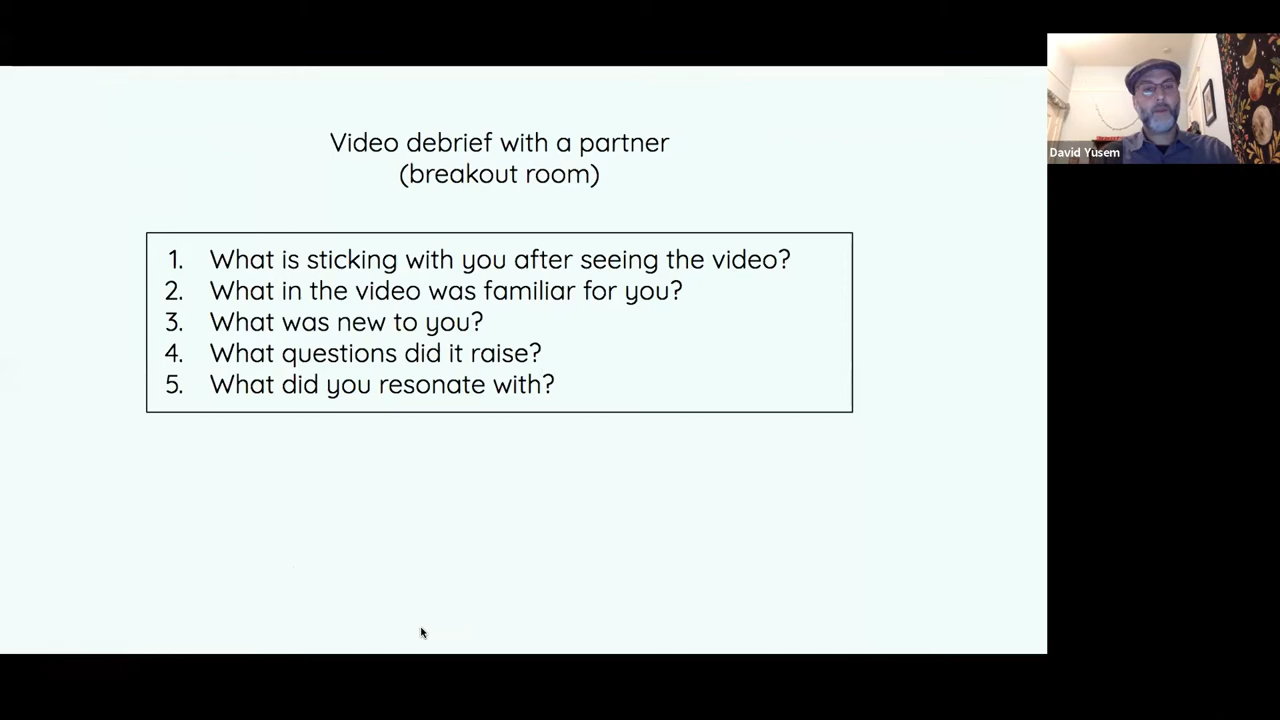 Video debrief with a partner
(breakout room)
1. What is sticking with you after seeing the video?
2. What in the video was familiar for you?
3. What was new to you?
4. What questions did it raise?
5. What did you resonate with?
David Yusem